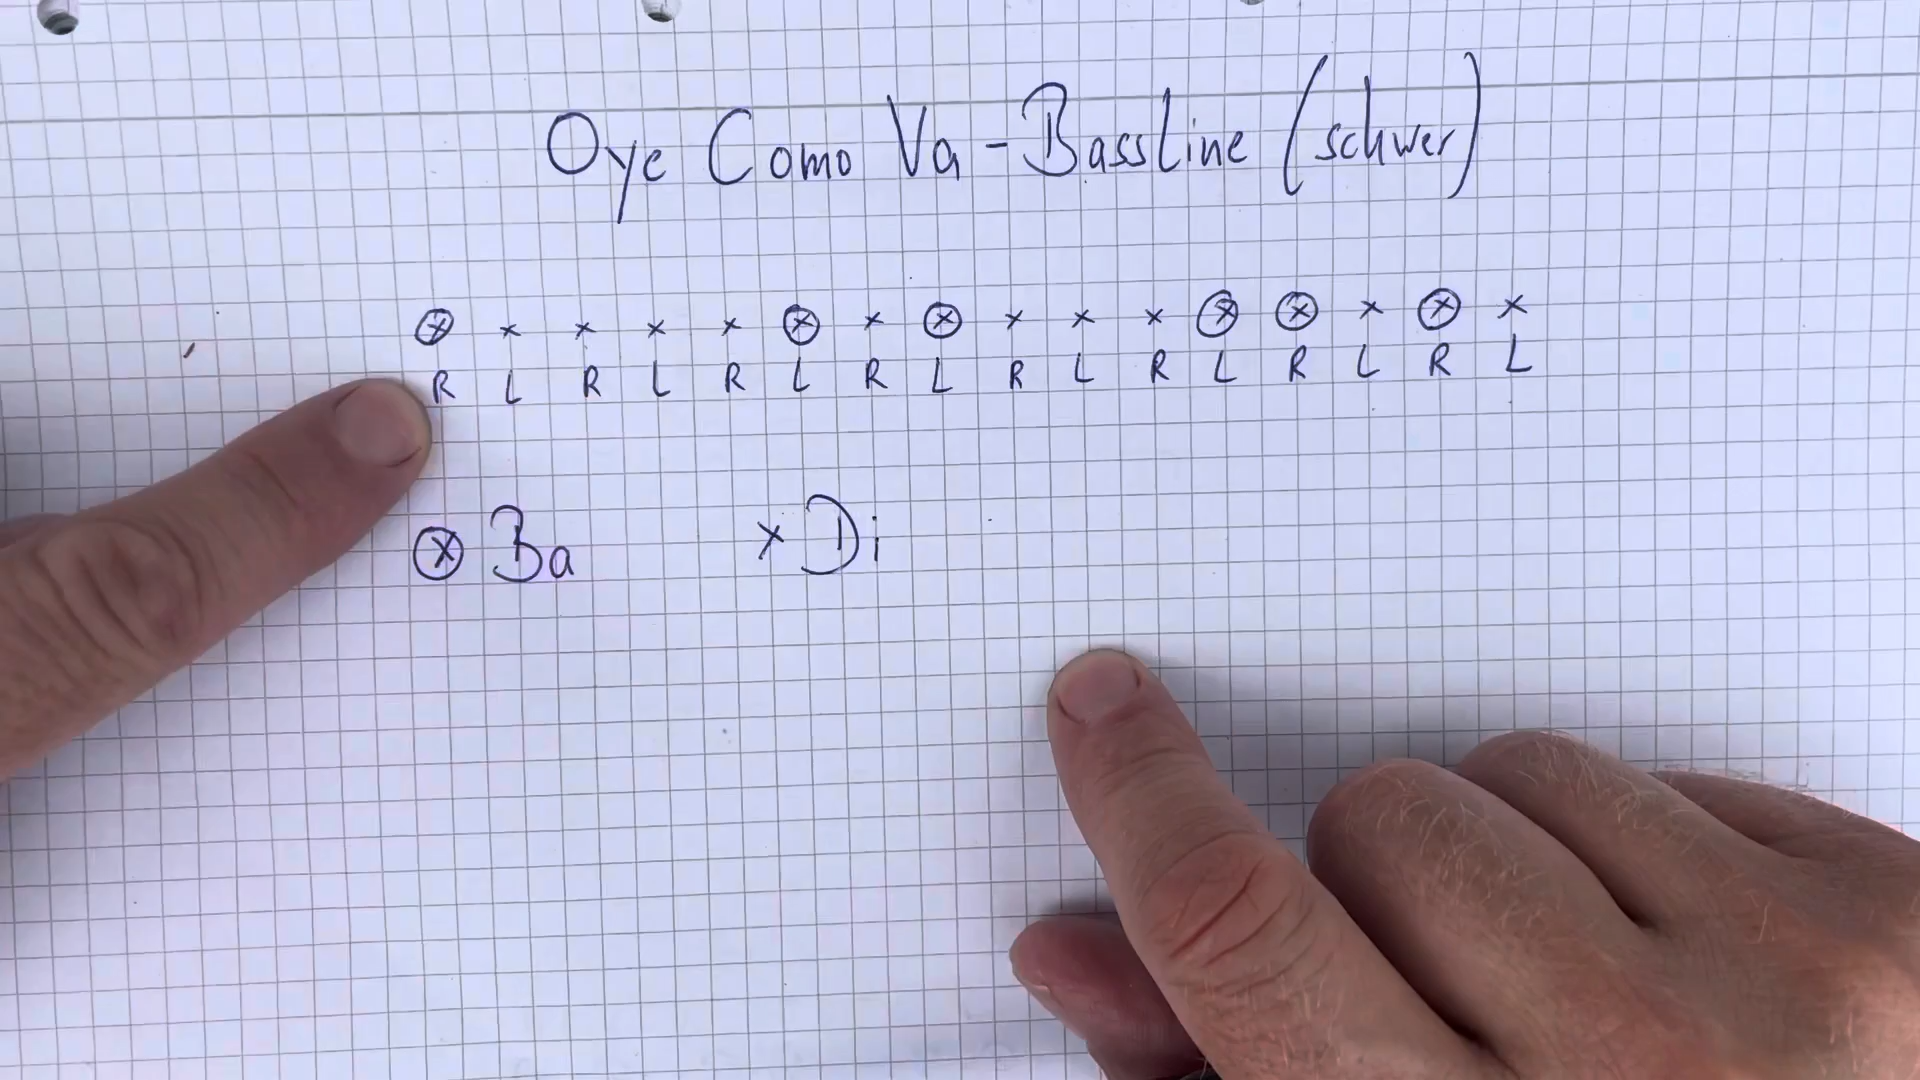 Oye Como Va - Bassline (schwer)
ⓧ x x x x ⓧ x ⓧ x x x ⓧ ⓧ x ⓧ x
R L R L R L R L R L R L R L R L
ⓧ Ba x Di